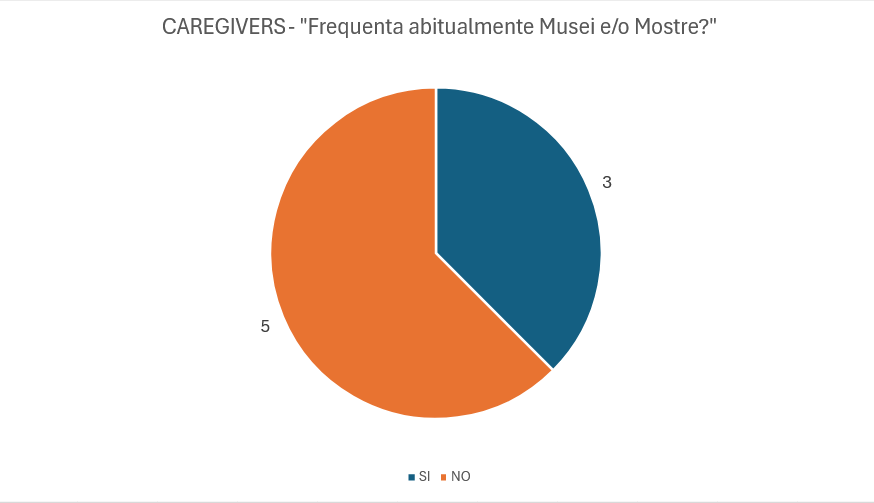 CAREGIVERS - "Frequenta abitualmente Musei e/o Mostre?"
3
5
SI NO